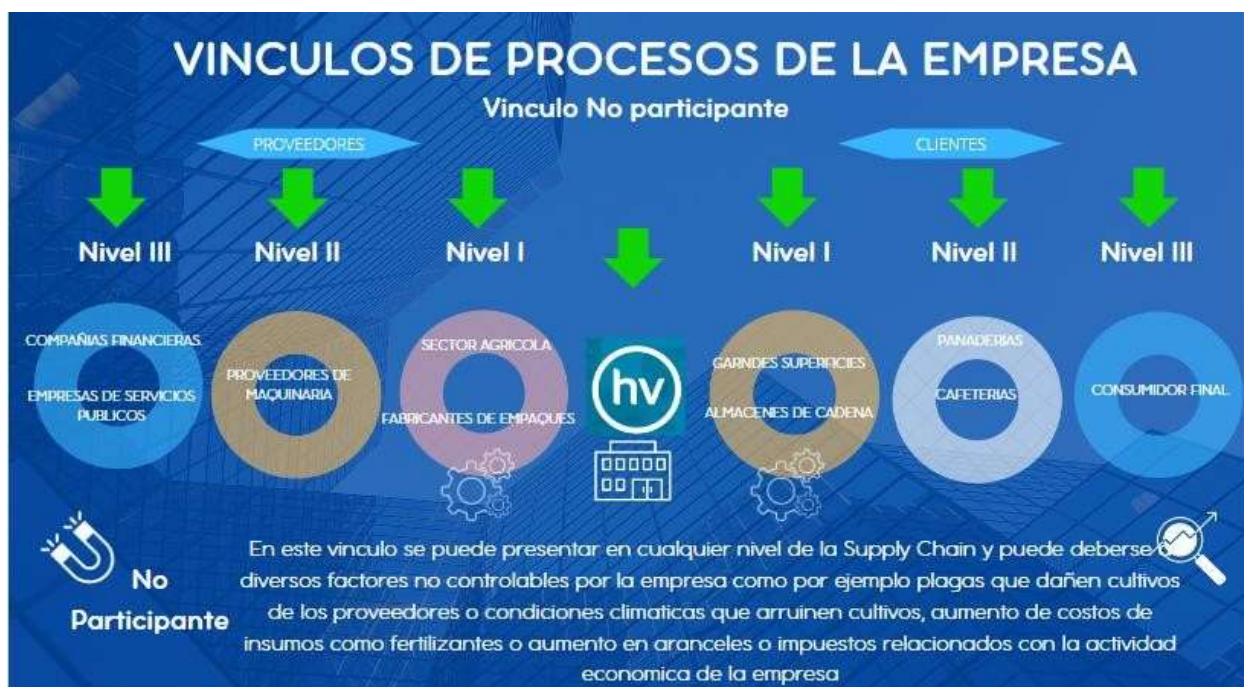 VINCULOS DE PROCESOS DE LA EMPRESA
Vinculo No participante
PROVEEDORES
CLIENTES
Nivel III
Nivel II
Nivel I
Nivel I
Nivel II
Nivel III
COMPAÑIAS FINANCIERAS.
EMPRESAS DE SERVICIOS
PUBLICOS
PROVEEDORES DE
MAQUINARIA
SECTOR AGRICOLA
FABRICANTES DE EMPAQUES
hv
GARNDES SUPERFICIES
ALMACENES DE CADENA
PANADERIAS
CAFETERIAS
CONSUMIDOR FINAL.
No
Participante
En este vinculo se puede presentar en cualquier nivel de la Supply Chain y puede deberse
diversos factores no controlables por la empresa como por ejemplo plagas que dañen cultivos
de los proveedores o condiciones climaticas que arruinen cultivos, aumento de costos de
insumos como fertilizantes o aumento en aranceles o impuestos relacionados con la actividad
economica de la empresa